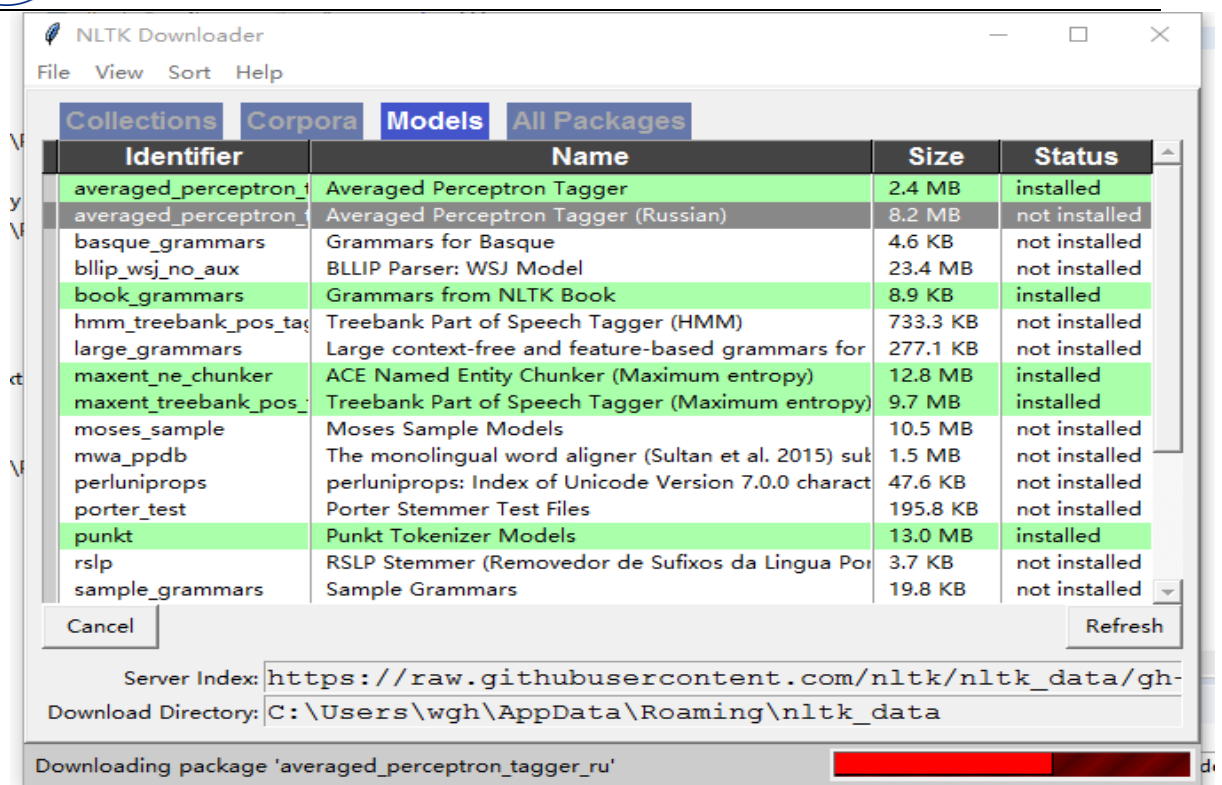 NLTK Downloader
File View Sort Help
Collections Corpora Models All Packages
Identifier Name Size Status
averaged_perceptron_t Averaged Perceptron Tagger 2.4 MB installed
averaged_perceptron_t Averaged Perceptron Tagger (Russian) 8.2 MB not installed
basque_grammars Grammars for Basque 4.6 KB not installed
bllip_wsj_no_aux BLLIP Parser: WSJ Model 23.4 MB not installed
book_grammars Grammars from NLTK Book 8.9 KB installed
hmm_treebank_pos_tag Treebank Part of Speech Tagger (HMM) 733.3 KB not installed
large_grammars Large context-free and feature-based grammars for 277.1 KB not installed
maxent_ne_chunker ACE Named Entity Chunker (Maximum entropy) 12.8 MB installed
maxent_treebank_pos_ Treebank Part of Speech Tagger (Maximum entropy) 9.7 MB installed
moses_sample Moses Sample Models 10.5 MB not installed
mwa_ppdb The monolingual word aligner (Sultan et al. 2015) sub 1.5 MB not installed
perluniprops perluniprops: Index of Unicode Version 7.0.0 charact 47.6 KB not installed
porter_test Porter Stemmer Test Files 195.8 KB not installed
punkt Punkt Tokenizer Models 13.0 MB installed
rslp RSLP Stemmer (Removedor de Sufixos da Lingua Por 3.7 KB not installed
sample_grammars Sample Grammars 19.8 KB not installed
Cancel Refresh
Server Index: https://raw.githubusercontent.com/nltk/nltk_data/gh-
Download Directory: C:\Users\wgh\AppData\Roaming\nltk_data
Downloading package 'averaged_perceptron_tagger_ru'